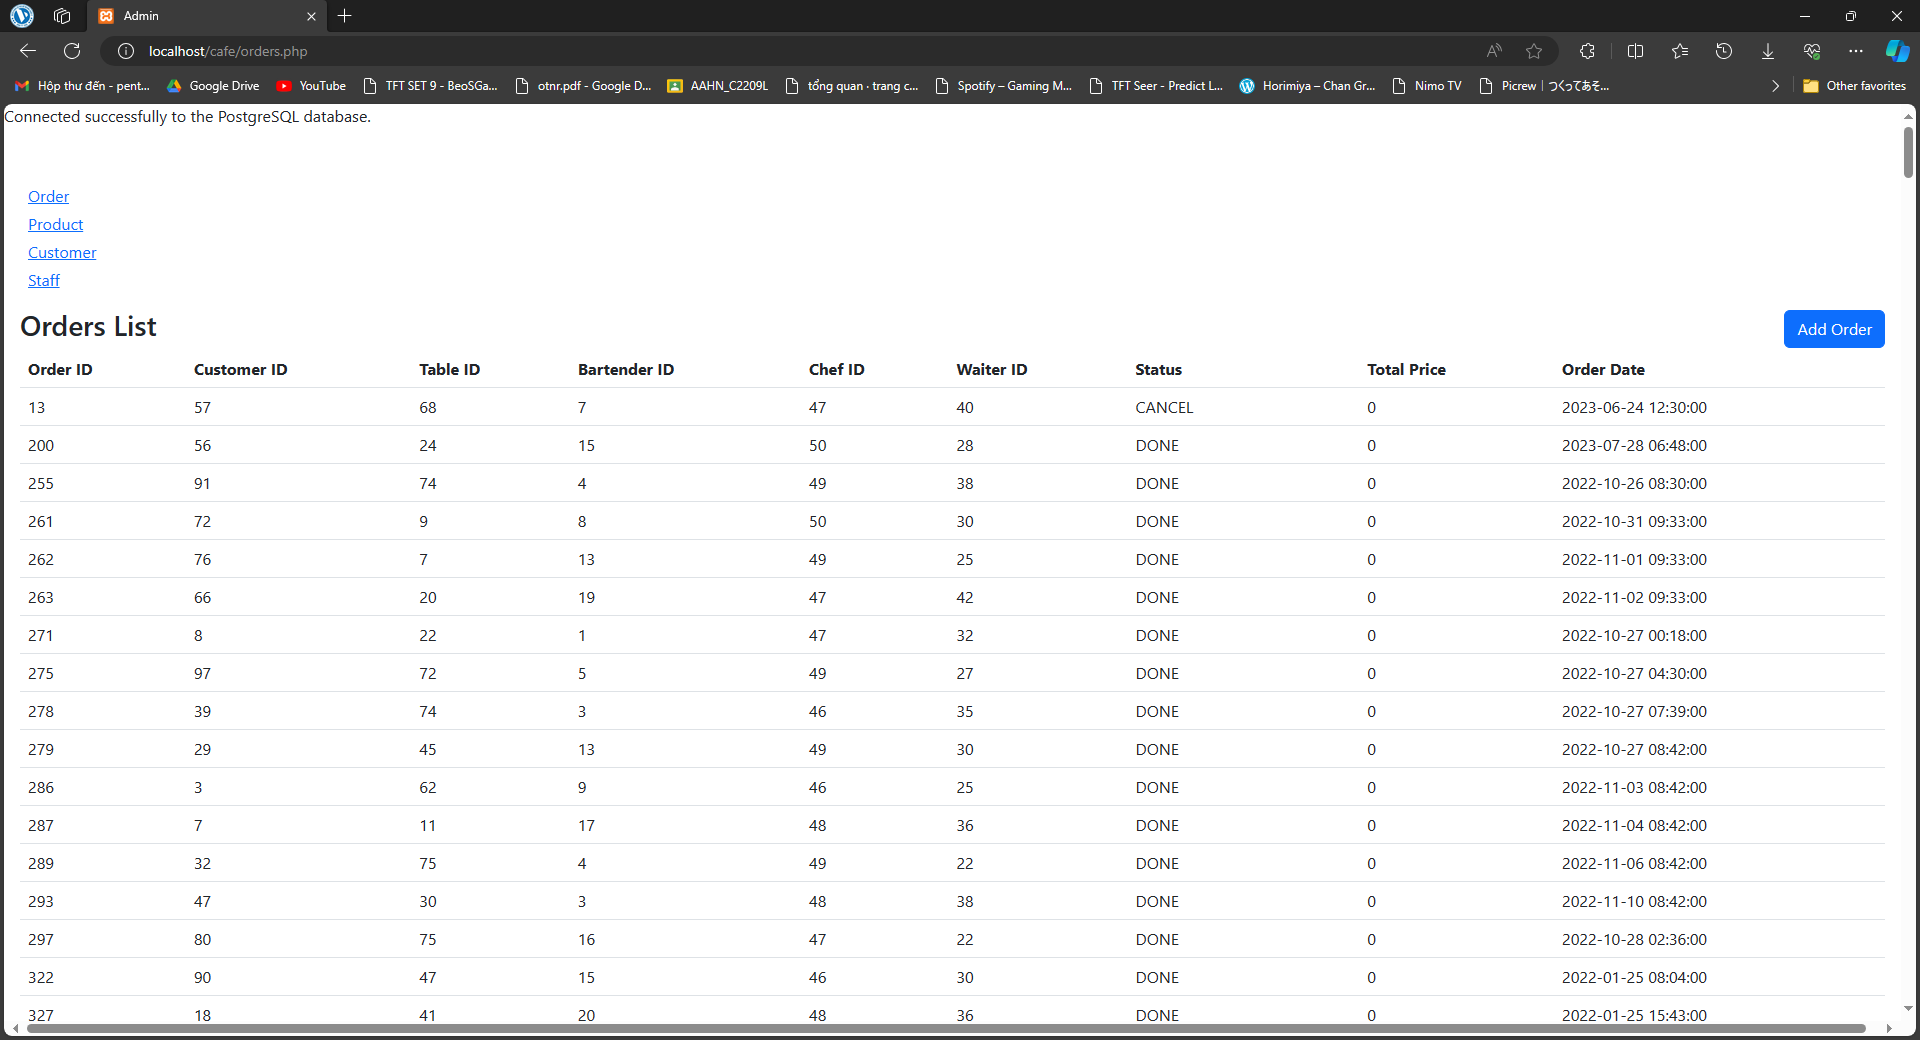 Admin
localhost/cafe/orders.php
Hộp thư đến - pent...
Google Drive
YouTube
TFT SET 9 - BeoSGa...
otnr.pdf - Google D...
AAHN_C2209L
tổng quan · trang c...
Spotify – Gaming M...
TFT Seer - Predict L...
Horimiya – Chan Gr...
Nimo TV
Picrew｜つくってあそ...
Other favorites
Connected successfully to the PostgreSQL database.
Order
Product
Customer
Staff
Orders List
Add Order
Order ID Customer ID Table ID Bartender ID Chef ID Waiter ID Status Total Price Order Date
13 57 68 7 47 40 CANCEL 0 2023-06-24 12:30:00
200 56 24 15 50 28 DONE 0 2023-07-28 06:48:00
255 91 74 4 49 38 DONE 0 2022-10-26 08:30:00
261 72 9 8 50 30 DONE 0 2022-10-31 09:33:00
262 76 7 13 49 25 DONE 0 2022-11-01 09:33:00
263 66 20 19 47 42 DONE 0 2022-11-02 09:33:00
271 8 22 1 47 32 DONE 0 2022-10-27 00:18:00
275 97 72 5 49 27 DONE 0 2022-10-27 04:30:00
278 39 74 3 46 35 DONE 0 2022-10-27 07:39:00
279 29 45 13 49 30 DONE 0 2022-10-27 08:42:00
286 3 62 9 46 25 DONE 0 2022-11-03 08:42:00
287 7 11 17 48 36 DONE 0 2022-11-04 08:42:00
289 32 75 4 49 22 DONE 0 2022-11-06 08:42:00
293 47 30 3 48 38 DONE 0 2022-11-10 08:42:00
297 80 75 16 47 22 DONE 0 2022-10-28 02:36:00
322 90 47 15 46 30 DONE 0 2022-01-25 08:04:00
327 18 41 20 48 36 DONE 0 2022-01-25 15:43:00